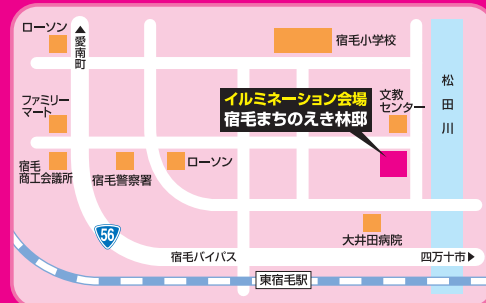 ローソン
▲
愛南町
宿毛小学校
松田川
ファミリー
マート
イルミネーション会場
宿毛まちのえき林邸
文教
センター
宿毛
商工会議所
宿毛警察署
ローソン
56
大井田病院
宿毛バイパス
四万十市▶
東宿毛駅